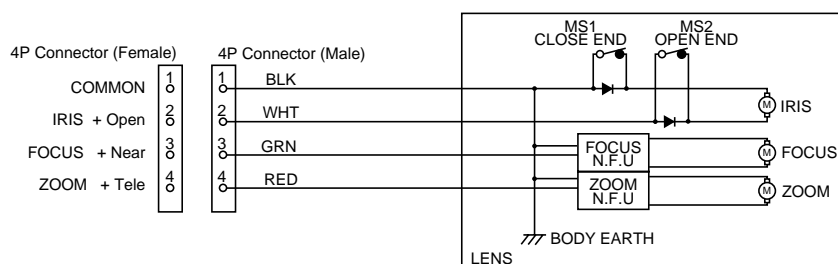 MS1
CLOSE END
MS2
OPEN END
4P Connector (Female)
4P Connector (Male)
COMMON 1 1 BLK
IRIS + Open 2 2 WHT
M IRIS
FOCUS + Near 3 3 GRN
FOCUS
N.F.U
M FOCUS
ZOOM + Tele 4 4 RED
ZOOM
N.F.U
M ZOOM
BODY EARTH
LENS